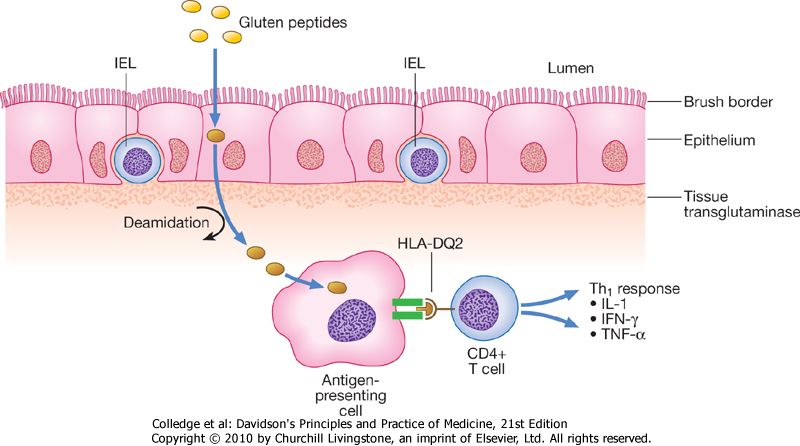 Gluten peptides
IEL
IEL
Lumen
Brush border
Epithelium
Tissue
transglutaminase
Deamidation
HLA-DQ2
Th₁ response
• IL-1
• IFN-γ
• TNF-α
CD4+
T cell
Antigen-
presenting
cell
Colledge et al: Davidson's Principles and Practice of Medicine, 21st Edition
Copyright © 2010 by Churchill Livingstone, an imprint of Elsevier, Ltd. All rights reserved.